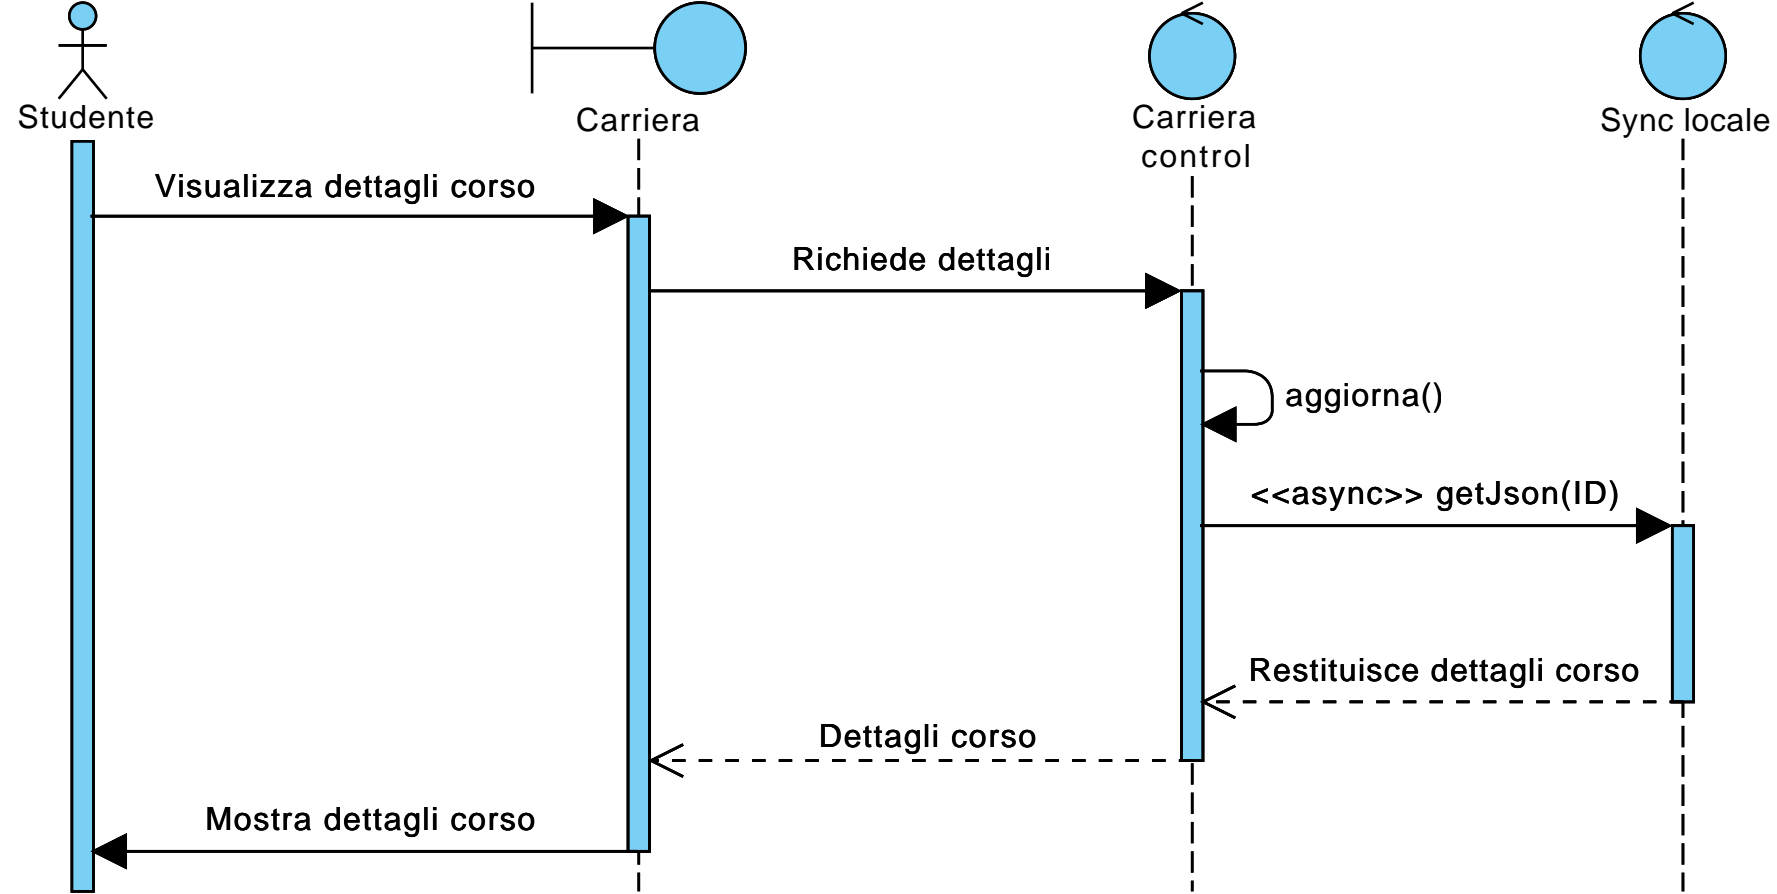 Studente
Carriera
Carriera
control
Sync locale
Visualizza dettagli corso
Richiede dettagli
aggiorna()
<<async>> getJson(ID)
Restituisce dettagli corso
Dettagli corso
Mostra dettagli corso